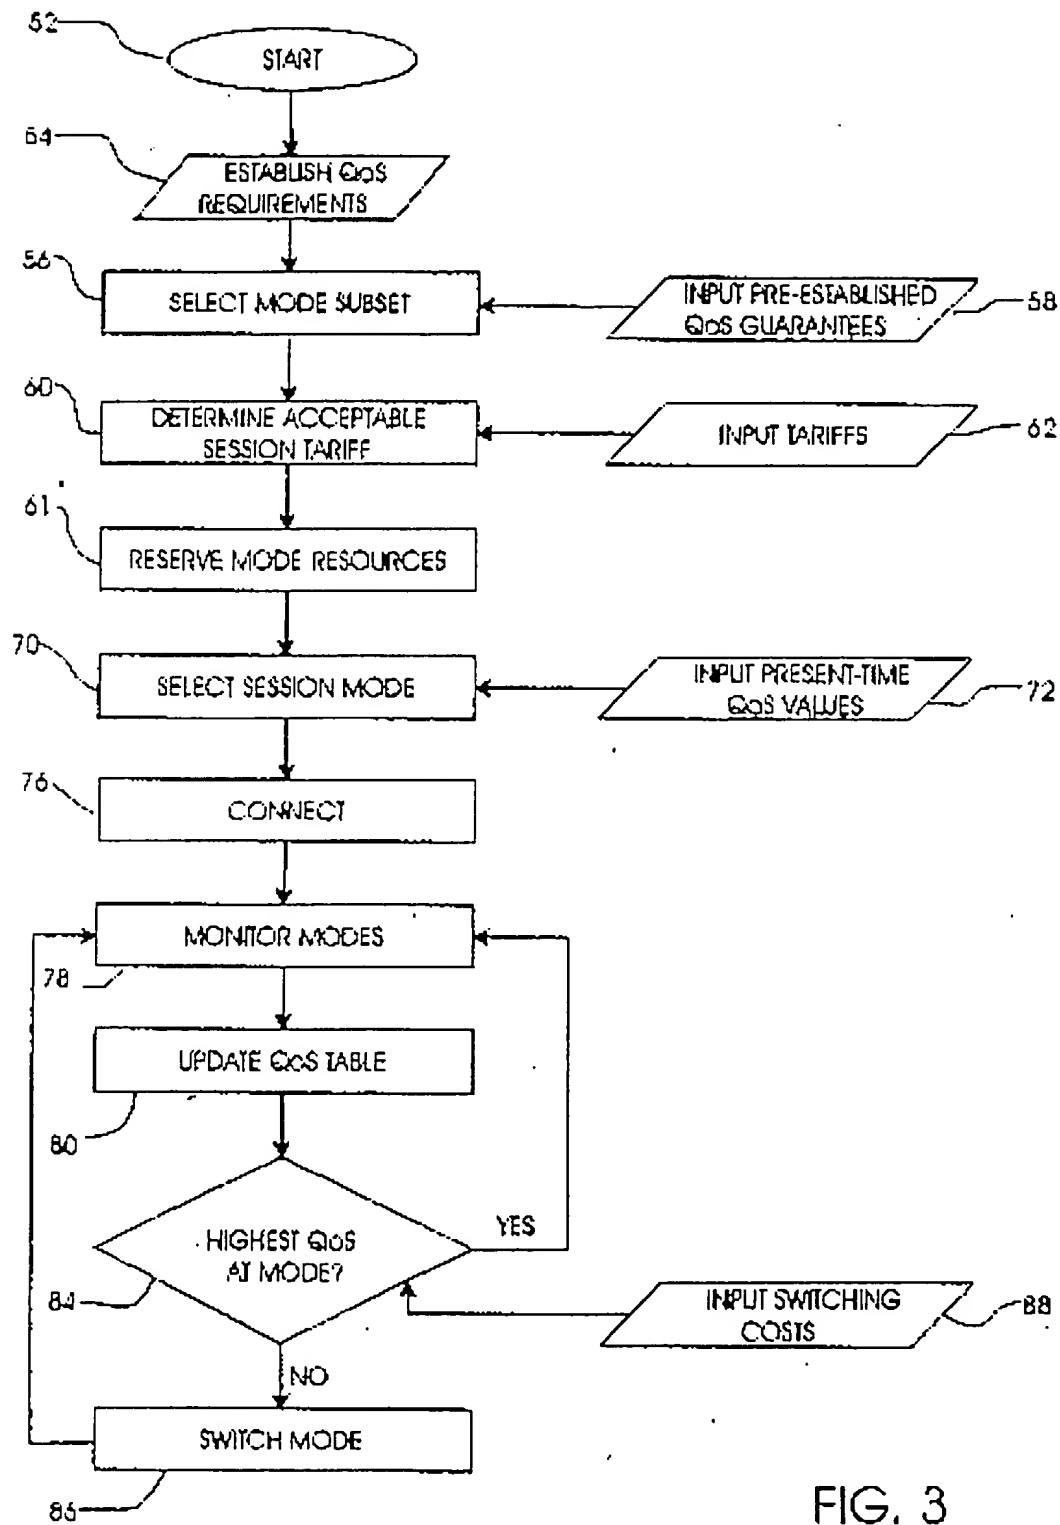 52
START
54
ESTABLISH QoS
REQUIREMENTS
56
SELECT MODE SUBSET
INPUT PRE-ESTABLISHED
QoS GUARANTEES
58
60
DETERMINE ACCEPTABLE
SESSION TARIFF
INPUT TARIFFS
62
61
RESERVE MODE RESOURCES
70
SELECT SESSION MODE
INPUT PRESENT-TIME
QoS VALUES
72
76
CONNECT
MONITOR MODES
78
UPDATE QoS TABLE
80
YES
HIGHEST QoS
AT MODE?
84
INPUT SWITCHING
COSTS
88
NO
SWITCH MODE
86
FIG. 3